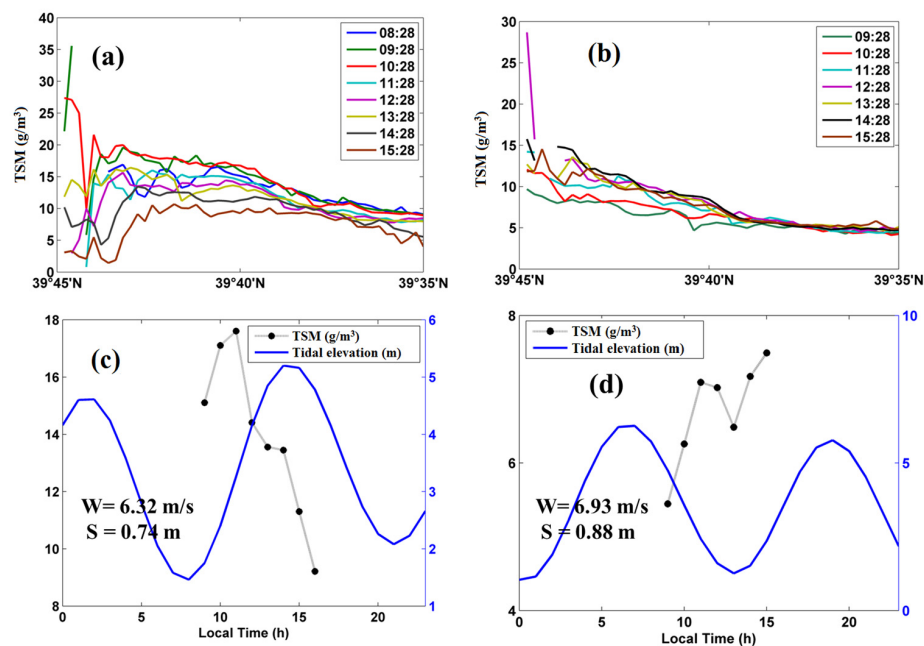 40
35
30
25
20
15
10
5
0
TSM (g/m³)
(a)
08:28
09:28
10:28
11:28
12:28
13:28
14:28
15:28
39°45'N
39°40'N
39°35'N
30
25
20
15
10
5
0
TSM (g/m³)
(b)
09:28
10:28
11:28
12:28
13:28
14:28
15:28
39°45'N
39°40'N
39°35'N
18
16
14
12
10
8
(c)
TSM (g/m³)
Tidal elevation (m)
W= 6.32 m/s
S = 0.74 m
6
5
4
3
2
1
0
5
10
15
20
Local Time (h)
8
6
4
TSM (g/m³)
Tidal elevation (m)
(d)
W= 6.93 m/s
S = 0.88 m
10
5
0
0
5
10
15
20
Local Time (h)